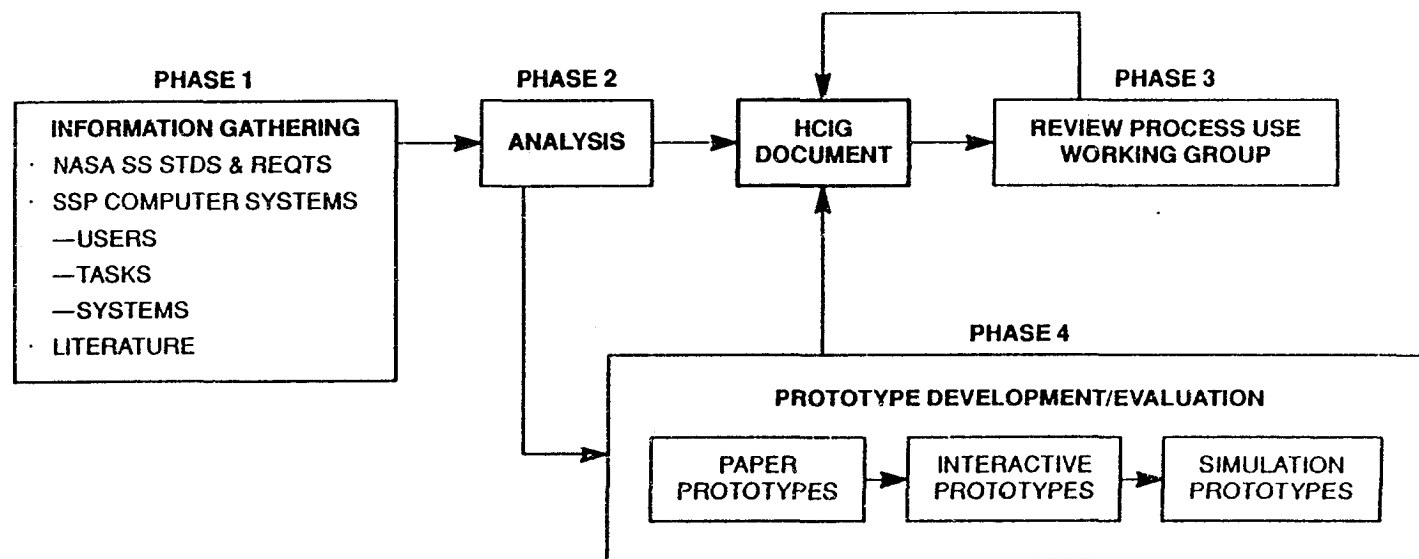 PHASE 1
INFORMATION GATHERING
· NASA SS STDS & REQTS
· SSP COMPUTER SYSTEMS
—USERS
—TASKS
—SYSTEMS
· LITERATURE
PHASE 2
ANALYSIS
HCIG
DOCUMENT
PHASE 3
REVIEW PROCESS USE
WORKING GROUP
PHASE 4
PROTOTYPE DEVELOPMENT/EVALUATION
PAPER
PROTOTYPES
INTERACTIVE
PROTOTYPES
SIMULATION
PROTOTYPES